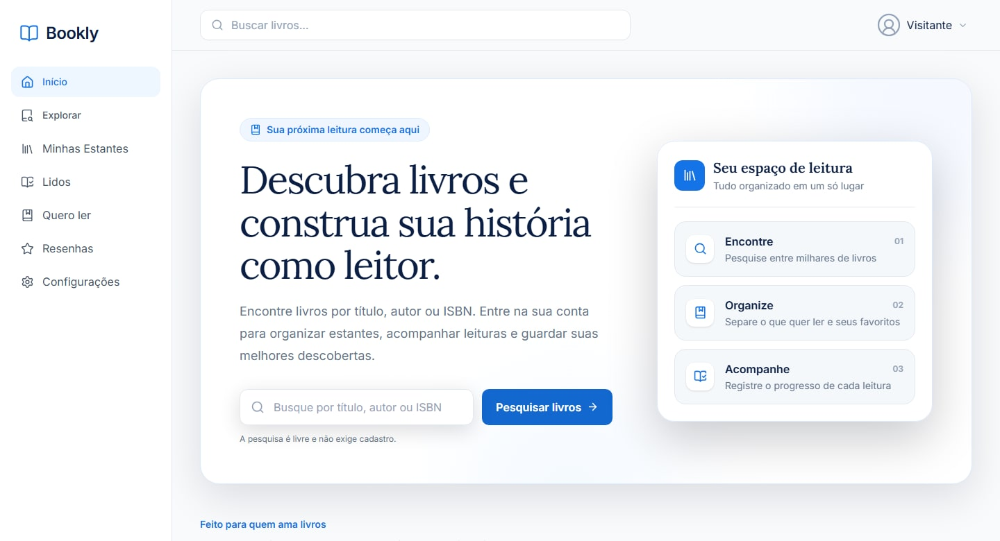 Bookly
Buscar livros...
Visitante
Início
Explorar
Minhas Estantes
Lidos
Quero ler
Resenhas
Configurações
Sua próxima leitura começa aqui
Descubra livros e
construa sua história
como leitor.
Encontre livros por título, autor ou ISBN. Entre na sua conta
para organizar estantes, acompanhar leituras e guardar suas
melhores descobertas.
Busque por título, autor ou ISBN
Pesquisar livros
A pesquisa é livre e não exige cadastro.
Seu espaço de leitura
Tudo organizado em um só lugar
Encontre 01
Pesquise entre milhares de livros
Organize 02
Separe o que quer ler e seus favoritos
Acompanhe 03
Registre o progresso de cada leitura
Feito para quem ama livros